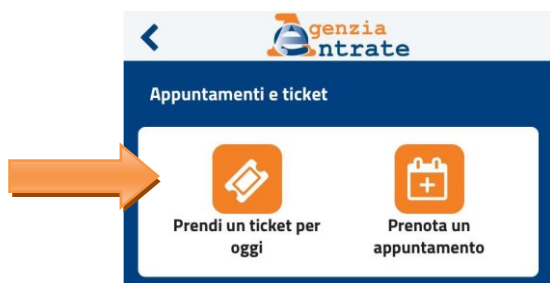 Agenzia
Entrate
Appuntamenti e ticket
Prendi un ticket per
oggi
Prenota un
appuntamento